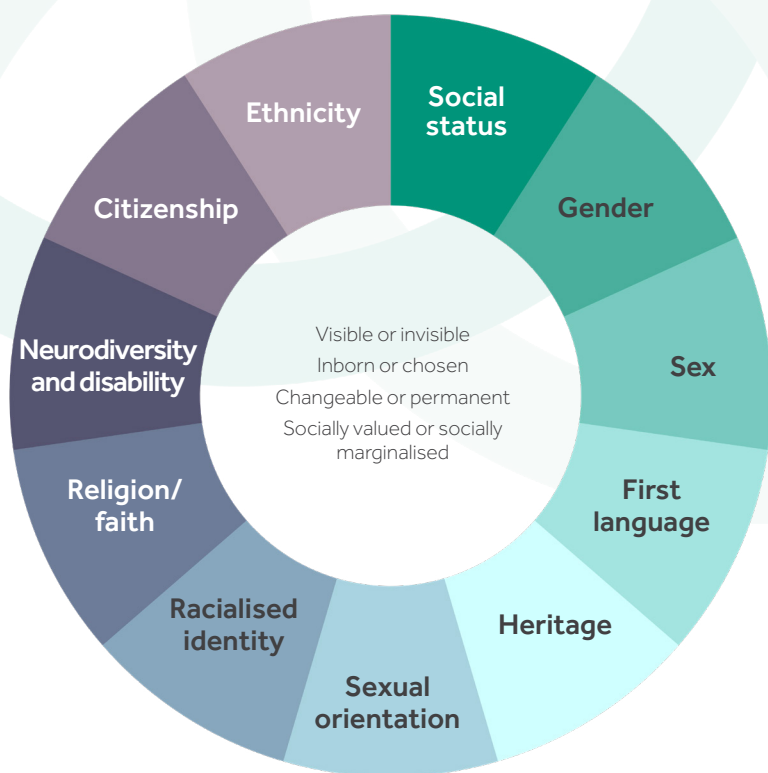 Social
status
Gender
Sex
First
language
Heritage
Sexual
orientation
Racialised
identity
Religion/
faith
Neurodiversity
and disability
Citizenship
Ethnicity
Visible or invisible
Inborn or chosen
Changeable or permanent
Socially valued or socially
marginalised